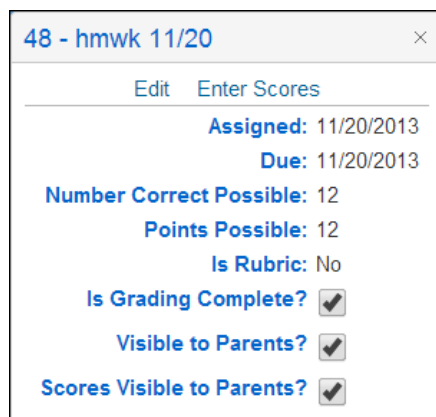 48 - hmwk 11/20
Edit Enter Scores
Assigned: 11/20/2013
Due: 11/20/2013
Number Correct Possible: 12
Points Possible: 12
Is Rubric: No
Is Grading Complete?
Visible to Parents?
Scores Visible to Parents?